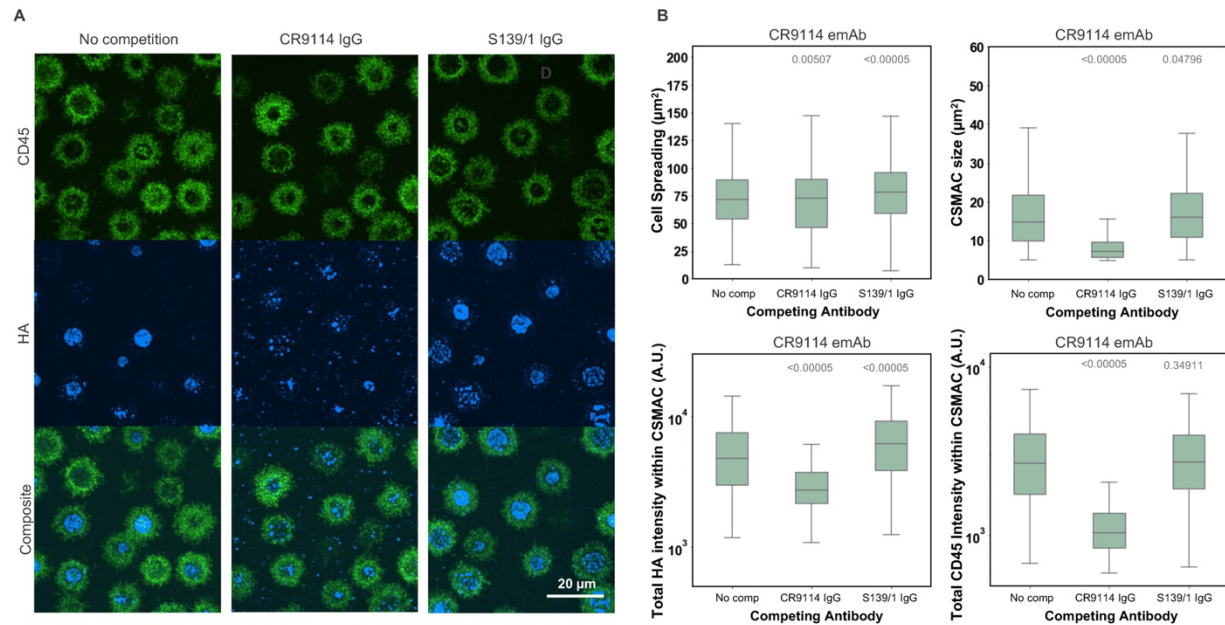 A
No competition
CR9114 IgG
S139/1 IgG
D
CD45
HA
Composite
20 µm
B
CR9114 emAb
0.00507
<0.00005
Cell Spreading (µm²)
200
175
150
125
100
75
50
25
0
No comp
CR9114 IgG
S139/1 IgG
Competing Antibody
CR9114 emAb
<0.00005
0.04796
CSMAC size (µm²)
60
50
40
30
20
10
0
No comp
CR9114 IgG
S139/1 IgG
Competing Antibody
CR9114 emAb
<0.00005
<0.00005
Total HA intensity within CSMAC (A.U.)
10⁴
10³
No comp
CR9114 IgG
S139/1 IgG
Competing Antibody
CR9114 emAb
<0.00005
0.34911
Total CD45 Intensity within CSMAC (A.U.)
10⁴
10³
No comp
CR9114 IgG
S139/1 IgG
Competing Antibody